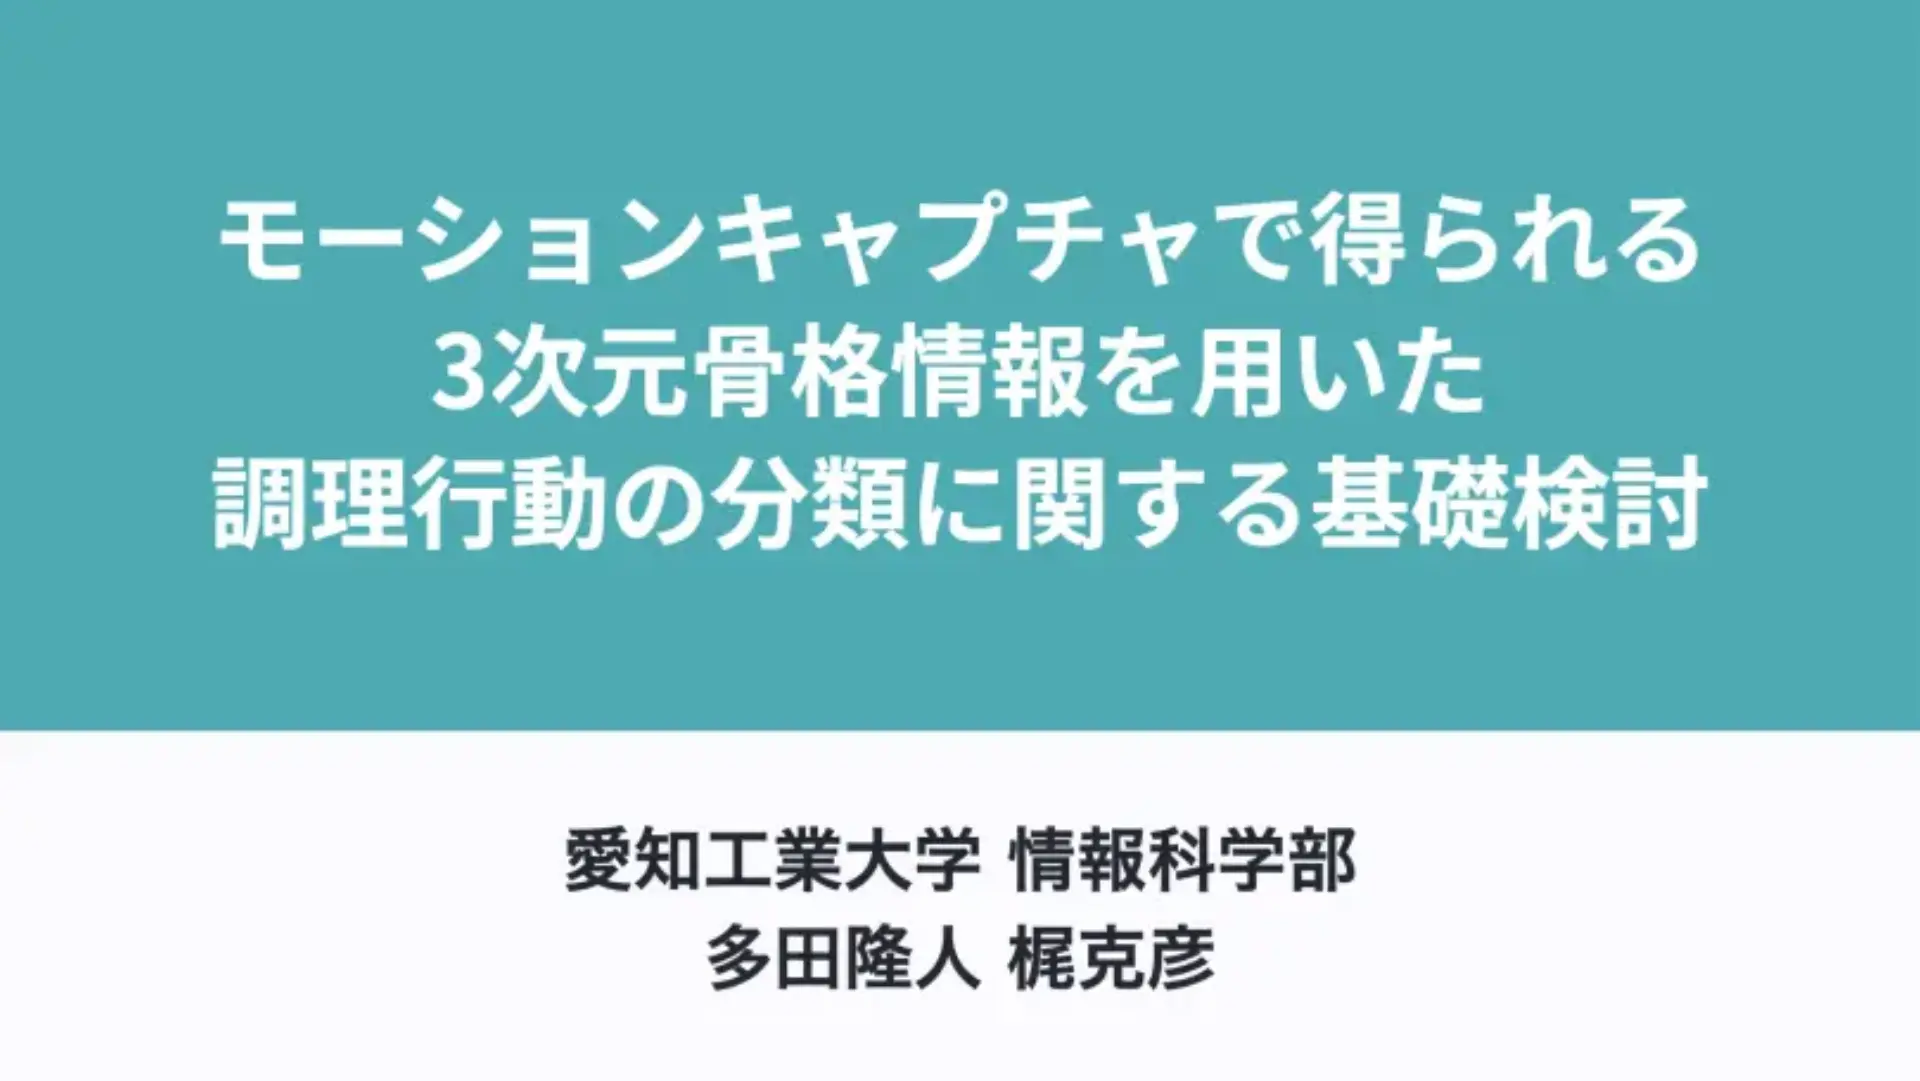 モーションキャプチャで得られる
3次元骨格情報を用いた
調理行動の分類に関する基礎検討
愛知工業大学 情報科学部
多田隆人 梶克彦